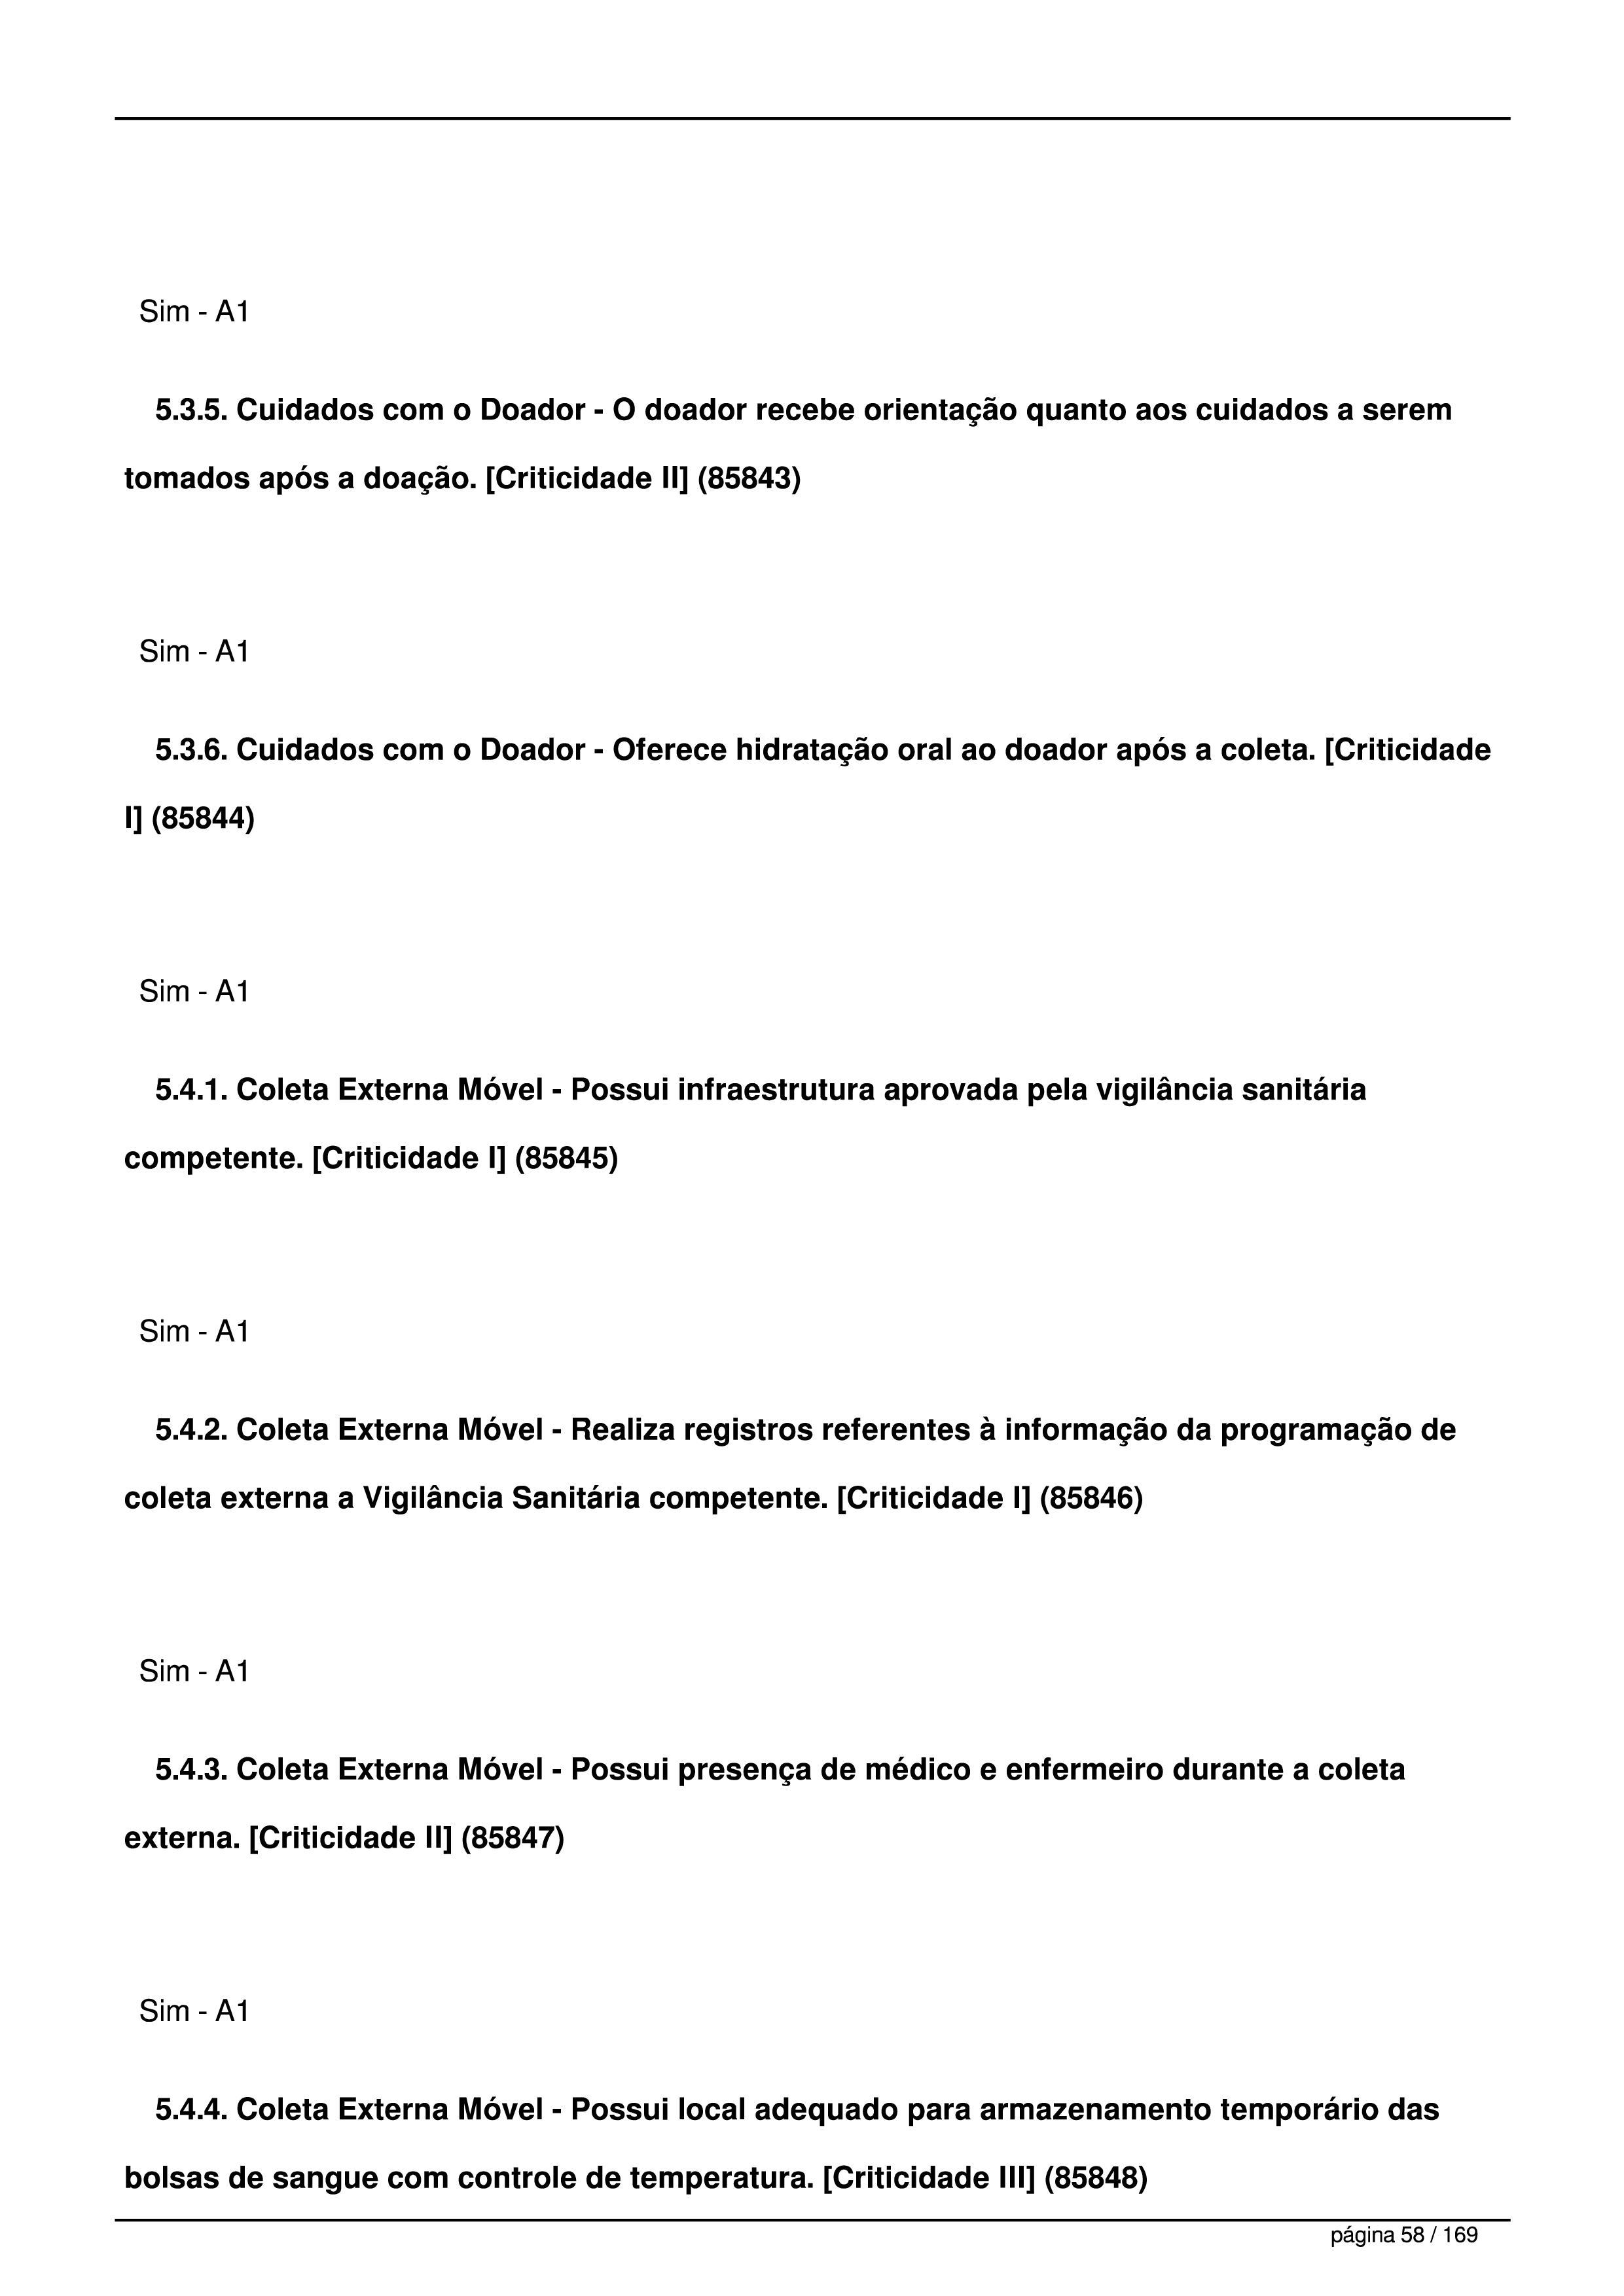 Sim - A1
5.3.5. Cuidados com o Doador - O doador recebe orientação quanto aos cuidados a serem
tomados após a doação. [Criticidade II] (85843)
Sim - A1
5.3.6. Cuidados com o Doador - Oferece hidratação oral ao doador após a coleta. [Criticidade
I] (85844)
Sim - A1
5.4.1. Coleta Externa Móvel - Possui infraestrutura aprovada pela vigilância sanitária
competente. [Criticidade I] (85845)
Sim - A1
5.4.2. Coleta Externa Móvel - Realiza registros referentes à informação da programação de
coleta externa a Vigilância Sanitária competente. [Criticidade I] (85846)
Sim - A1
5.4.3. Coleta Externa Móvel - Possui presença de médico e enfermeiro durante a coleta
externa. [Criticidade II] (85847)
Sim - A1
5.4.4. Coleta Externa Móvel - Possui local adequado para armazenamento temporário das
bolsas de sangue com controle de temperatura. [Criticidade III] (85848)
página 58 / 169